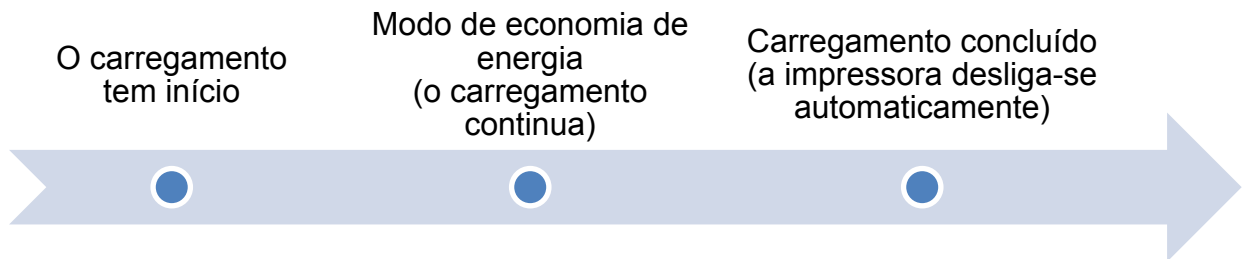 O carregamento
tem início
Modo de economia de
energia
(o carregamento
continua)
Carregamento concluído
(a impressora desliga-se
automaticamente)